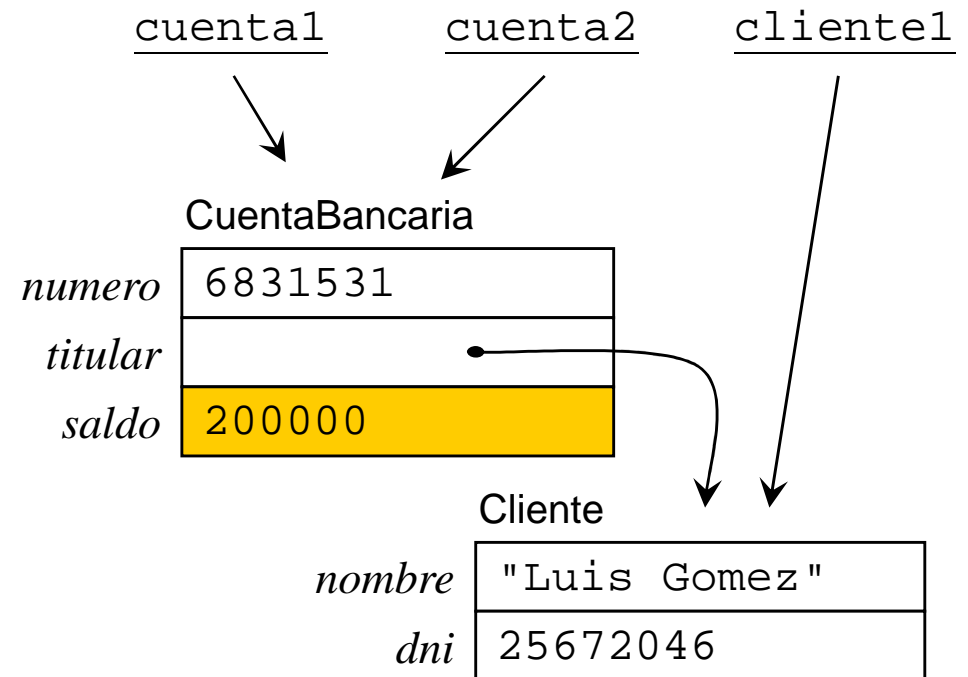 cuenta1 cuenta2 cliente1
CuentaBancaria
numero 6831531
titular
saldo 200000
Cliente
nombre "Luis Gomez"
dni 25672046